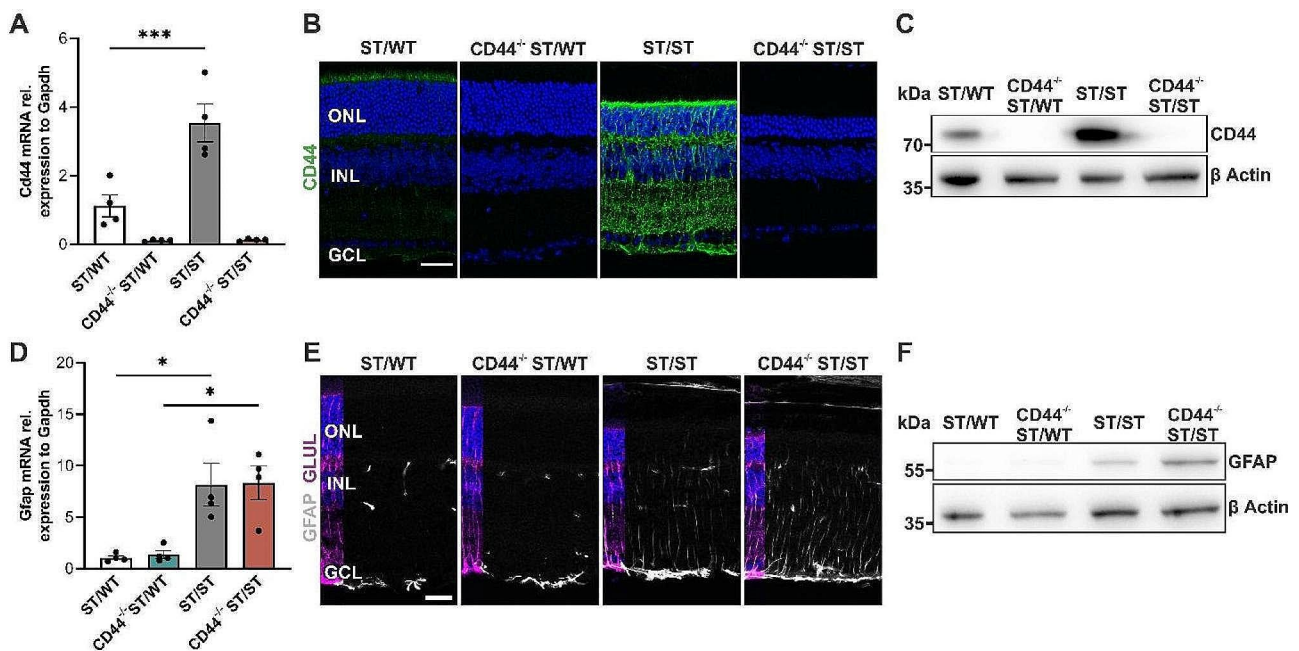 A
Cd44 mRNA rel.
expression to Gapdh
6
4
2
0
***
ST/WT
CD44-/- ST/WT
ST/ST
CD44-/- ST/ST
B
ST/WT
CD44-/- ST/WT
ST/ST
CD44-/- ST/ST
CD44
ONL
INL
GCL
C
kDa
ST/WT
CD44-/-
ST/WT
ST/ST
CD44-/-
ST/ST
70
CD44
35
β Actin
D
Gfap mRNA rel.
expression to Gapdh
20
15
10
5
0
*
*
ST/WT
CD44-/- ST/WT
ST/ST
CD44-/- ST/ST
E
ST/WT
CD44-/- ST/WT
ST/ST
CD44-/- ST/ST
GFAP GLUL
ONL
INL
GCL
F
kDa
ST/WT
CD44-/-
ST/WT
ST/ST
CD44-/-
ST/ST
55
GFAP
35
β Actin